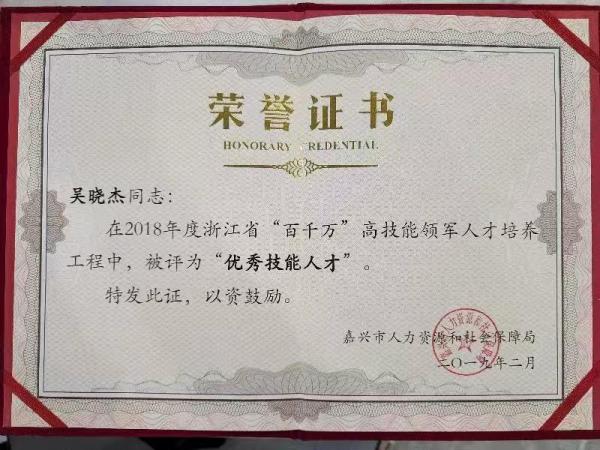 荣誉证书
HONORARY CREDENTIAL
吴晓杰同志：
在2018年度浙江省“百千万”高技能领军人才培养
工程中，被评为“优秀技能人才”。
特发此证，以资鼓励。
嘉兴市人力资源和社会保障局
二〇一九年二月